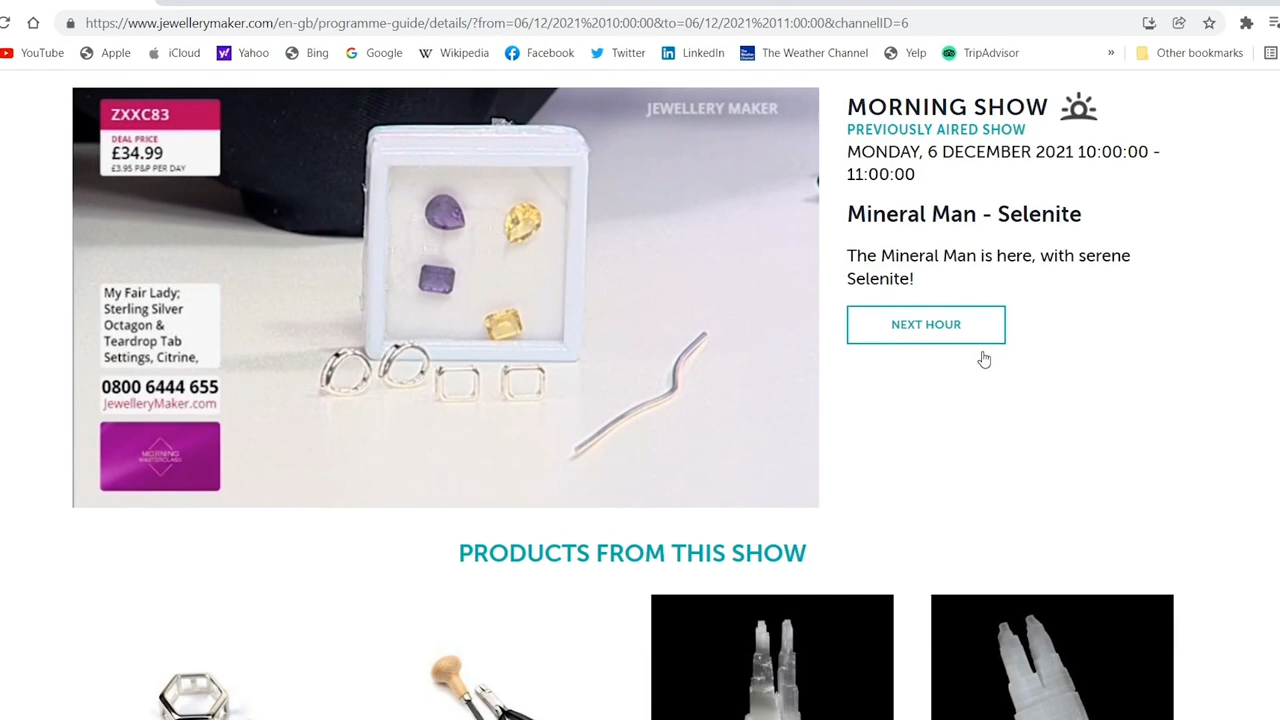 https://www.jewellerymaker.com/en-gb/programme-guide/details/?from=06/12/2021%2010:00:00&to=06/12/2021%2011:00:00&channelID=6
YouTube Apple iCloud Yahoo Bing Google Wikipedia Facebook Twitter LinkedIn The Weather Channel Yelp TripAdvisor » Other bookmarks
ZXXC83
DEAL PRICE
£34.99
£3.95 P&P PER DAY
JEWELLERY MAKER
My Fair Lady;
Sterling Silver
Octagon &
Teardrop Tab
Settings, Citrine,
0800 6444 655
JewelleryMaker.com
MORNING
MASTERCLASS
MORNING SHOW
PREVIOUSLY AIRED SHOW
MONDAY, 6 DECEMBER 2021 10:00:00 -
11:00:00
Mineral Man - Selenite
The Mineral Man is here, with serene
Selenite!
NEXT HOUR
PRODUCTS FROM THIS SHOW